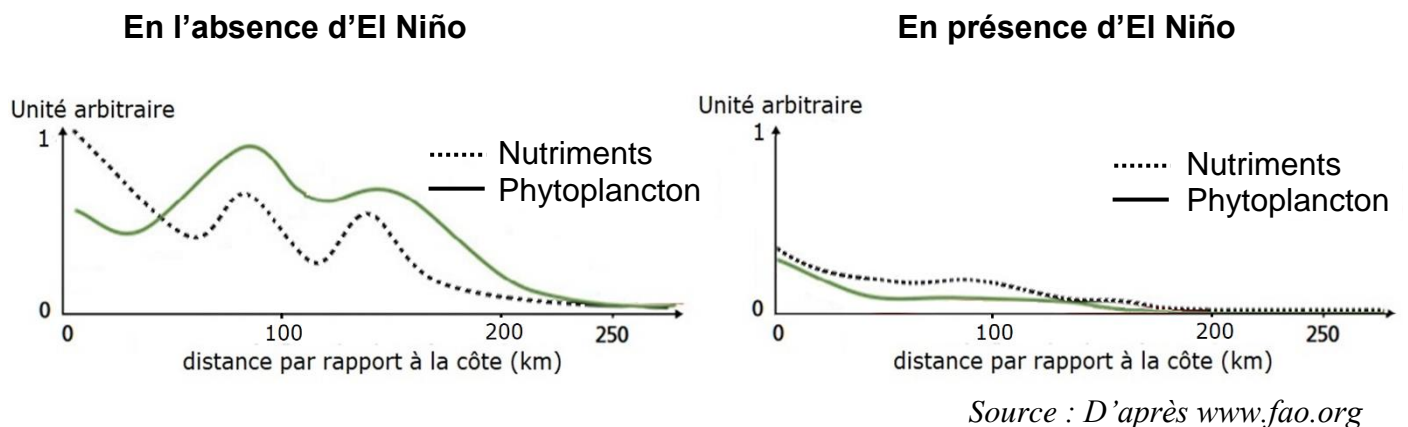 En l’absence d’El Niño
En présence d’El Niño
Unité arbitraire
1
0
Nutriments
Phytoplancton
0
100
200
250
distance par rapport à la côte (km)
Unité arbitraire
1
0
Nutriments
Phytoplancton
0
100
200
250
distance par rapport à la côte (km)
Source : D’après www.fao.org